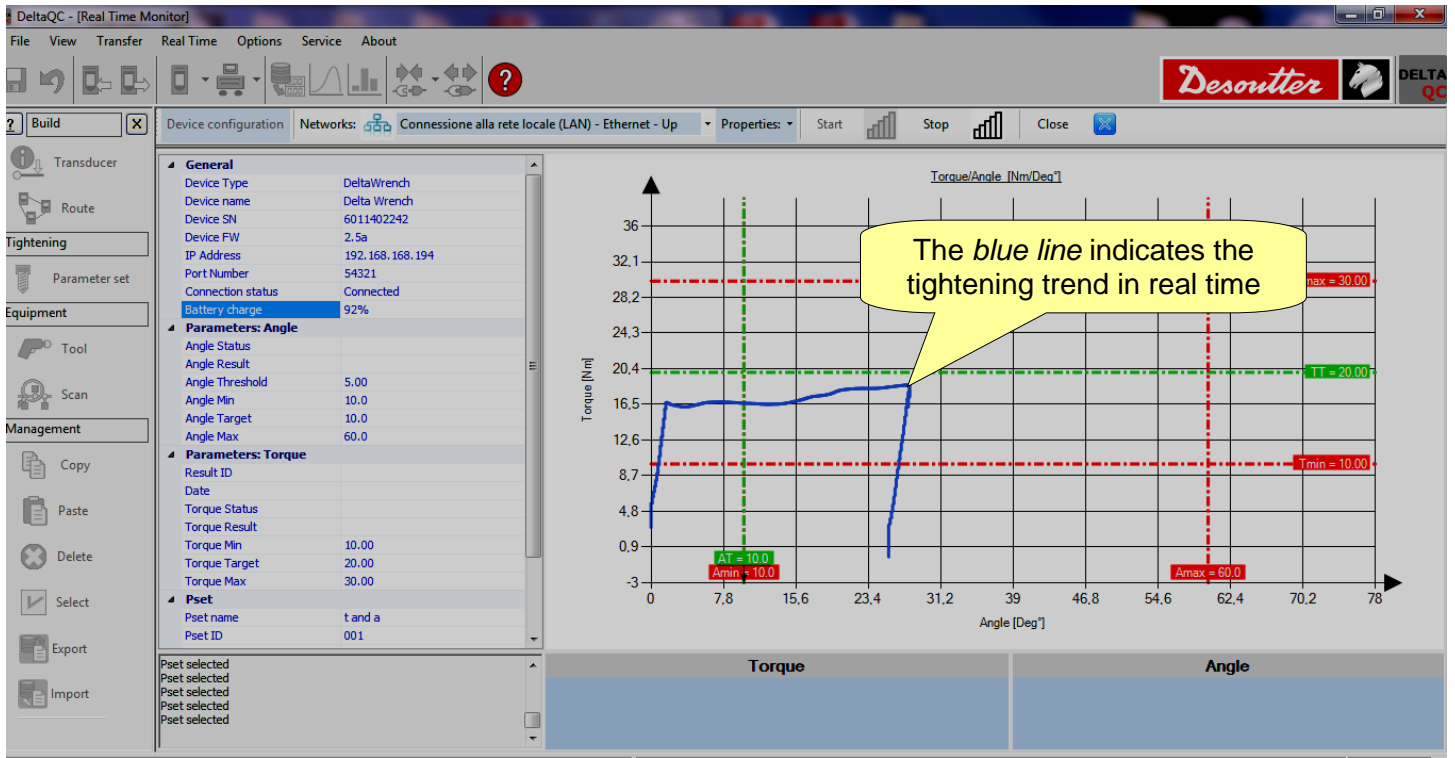 DeltaQC - [Real Time Monitor]
File View Transfer Real Time Options Service About
Desoutter
DELTA
QC
? Build X
Device configuration Networks: Connessione alla rete locale (LAN) - Ethernet - Up Properties: Start Stop Close
Transducer
Route
Tightening
Parameter set
Equipment
Tool
Scan
Management
Copy
Paste
Delete
Select
Export
Import
General
Device Type DeltaWrench
Device name Delta Wrench
Device SN 6011402242
Device FW 2.5a
IP Address 192.168.168.194
Port Number 54321
Connection status Connected
Battery charge 92%
Parameters: Angle
Angle Status
Angle Result
Angle Threshold 5.00
Angle Min 10.0
Angle Target 10.0
Angle Max 60.0
Parameters: Torque
Result ID
Date
Torque Status
Torque Result
Torque Min 10.00
Torque Target 20.00
Torque Max 30.00
Pset
Pset name t and a
Pset ID 001
Pset selected
Pset selected
Pset selected
Pset selected
Pset selected
Torque/Angle [Nm/Deg°]
The blue line indicates the
tightening trend in real time
36
32,1
28,2
24,3
20,4
16,5
12,6
8,7
4,8
0,9
-3
Torque [Nm]
max = 30.00
TT = 20.00
Tmin = 10.00
AT = 10.0
Amin = 10.0
Amax = 60.0
0 7,8 15,6 23,4 31,2 39 46,8 54,6 62,4 70,2 78
Angle [Deg°]
Torque Angle